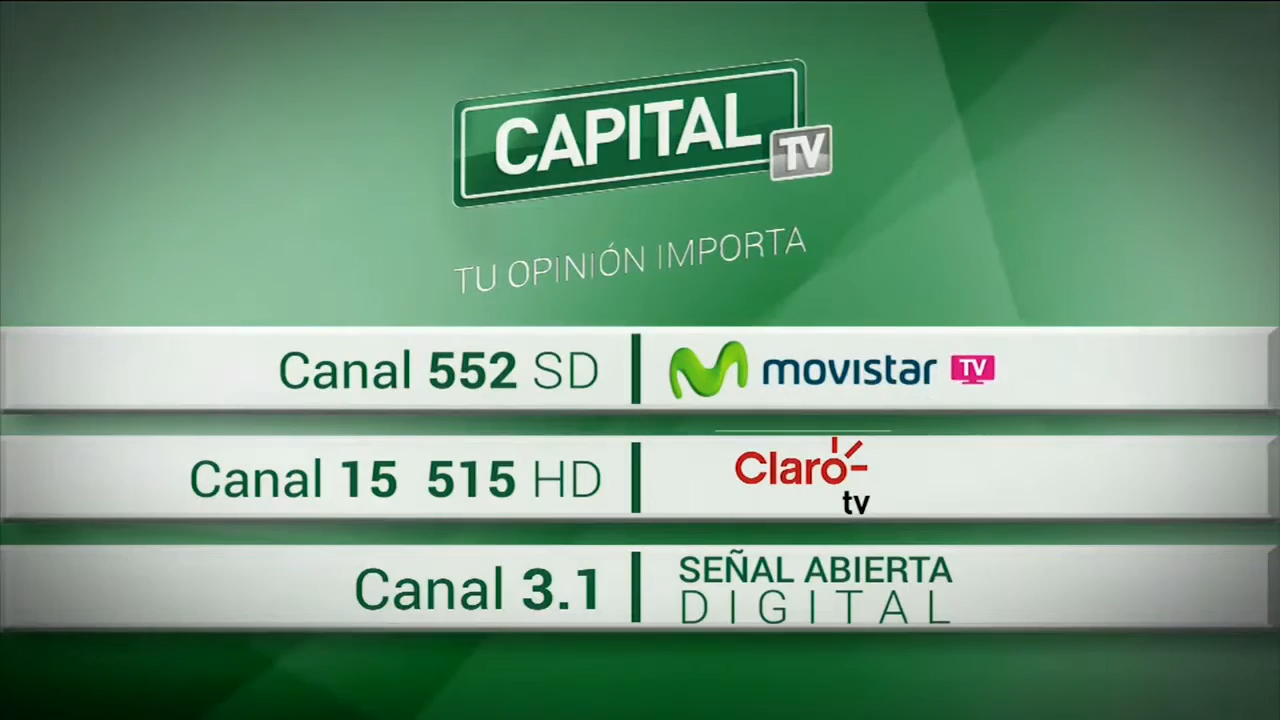 CAPITAL
TV
TU OPINIÓN IMPORTA
Canal 552 SD
movistar TV
Canal 15 515 HD
Claro
tv
Canal 3.1
SEÑAL ABIERTA
DIGITAL